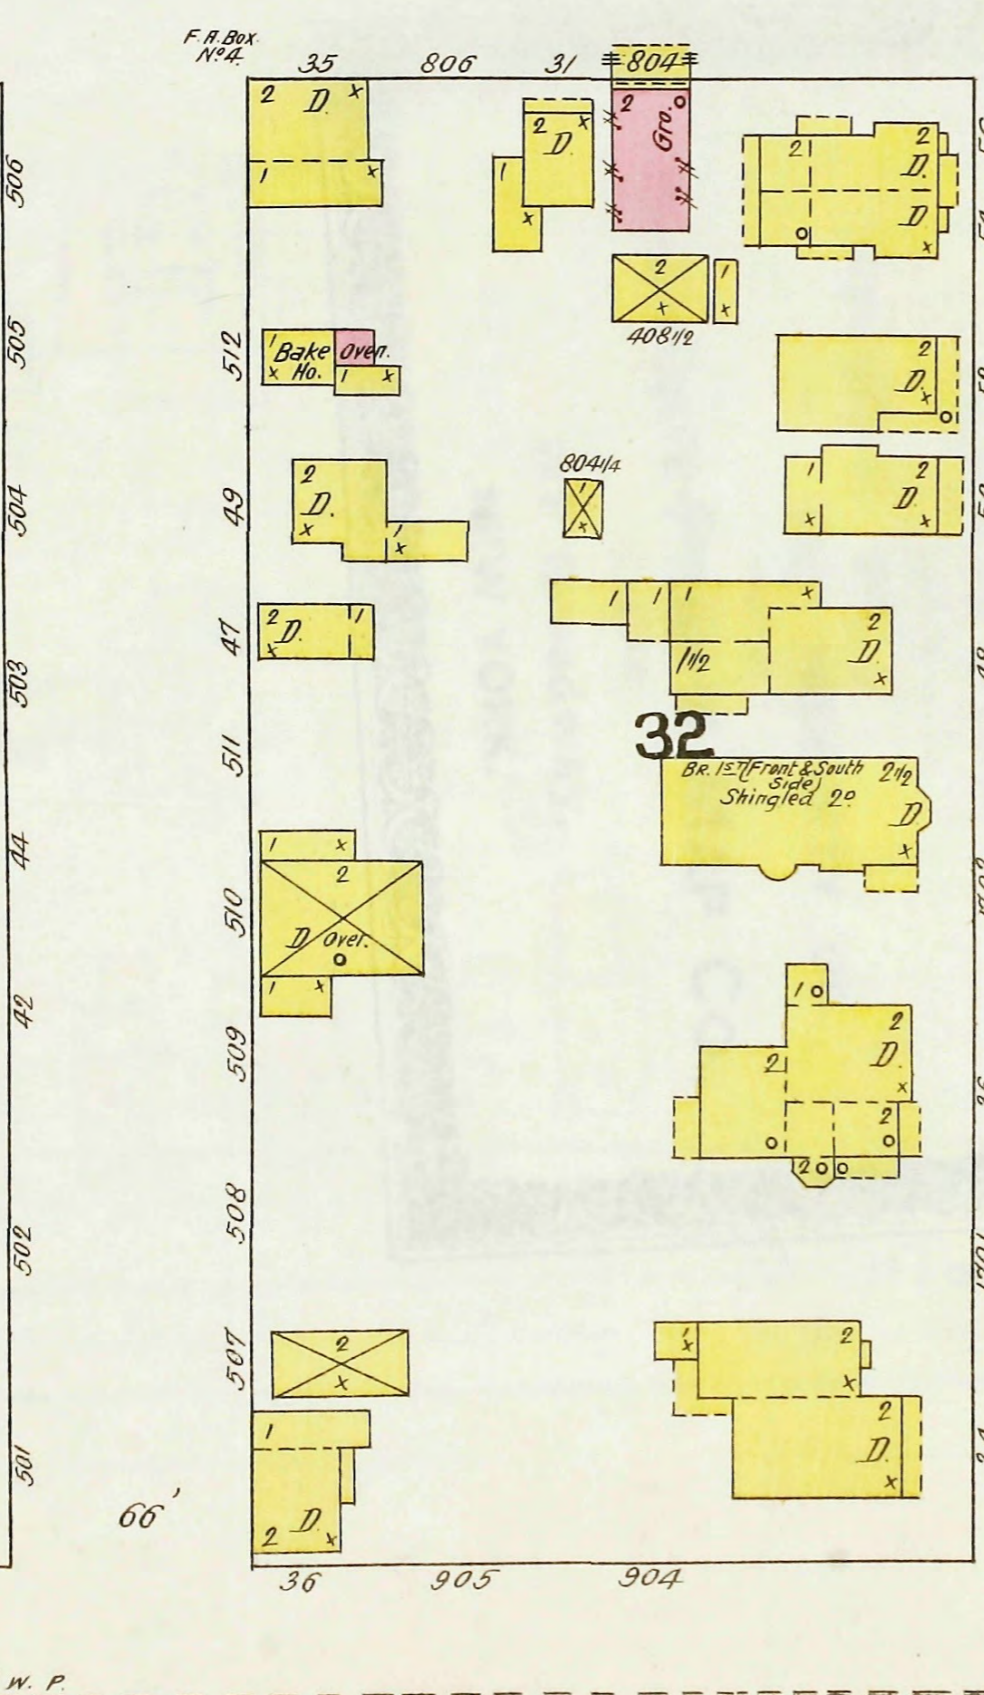 F.A. Box.
No 4.
35 806 31 804
2 D. x
1 x
1
2 x
D.
x
2
Gro.
2
2
D.
D
x
506
505
504
503
44
42
502
501
512
49
47
511
510
509
508
507
2
x
1
x
408 1/2
1
Bake
x Ho.
Oven.
1 x
2
D.
x
2
D.
x
1
x
804 1/4
1
x
1
x
2
D.
x
2 D. 1
x
1 1 1 x
1 1/2
2
D.
x
32
BR. 1ST (Front & South
Side)
Shingled 2o
2 1/2
D
x
1 x
2
D Over.
1 x
1
2
D.
x
2
2
2
2
x
1
x
2
x
2
D.
x
1
2 D. x
66'
36 905 904
W. P.